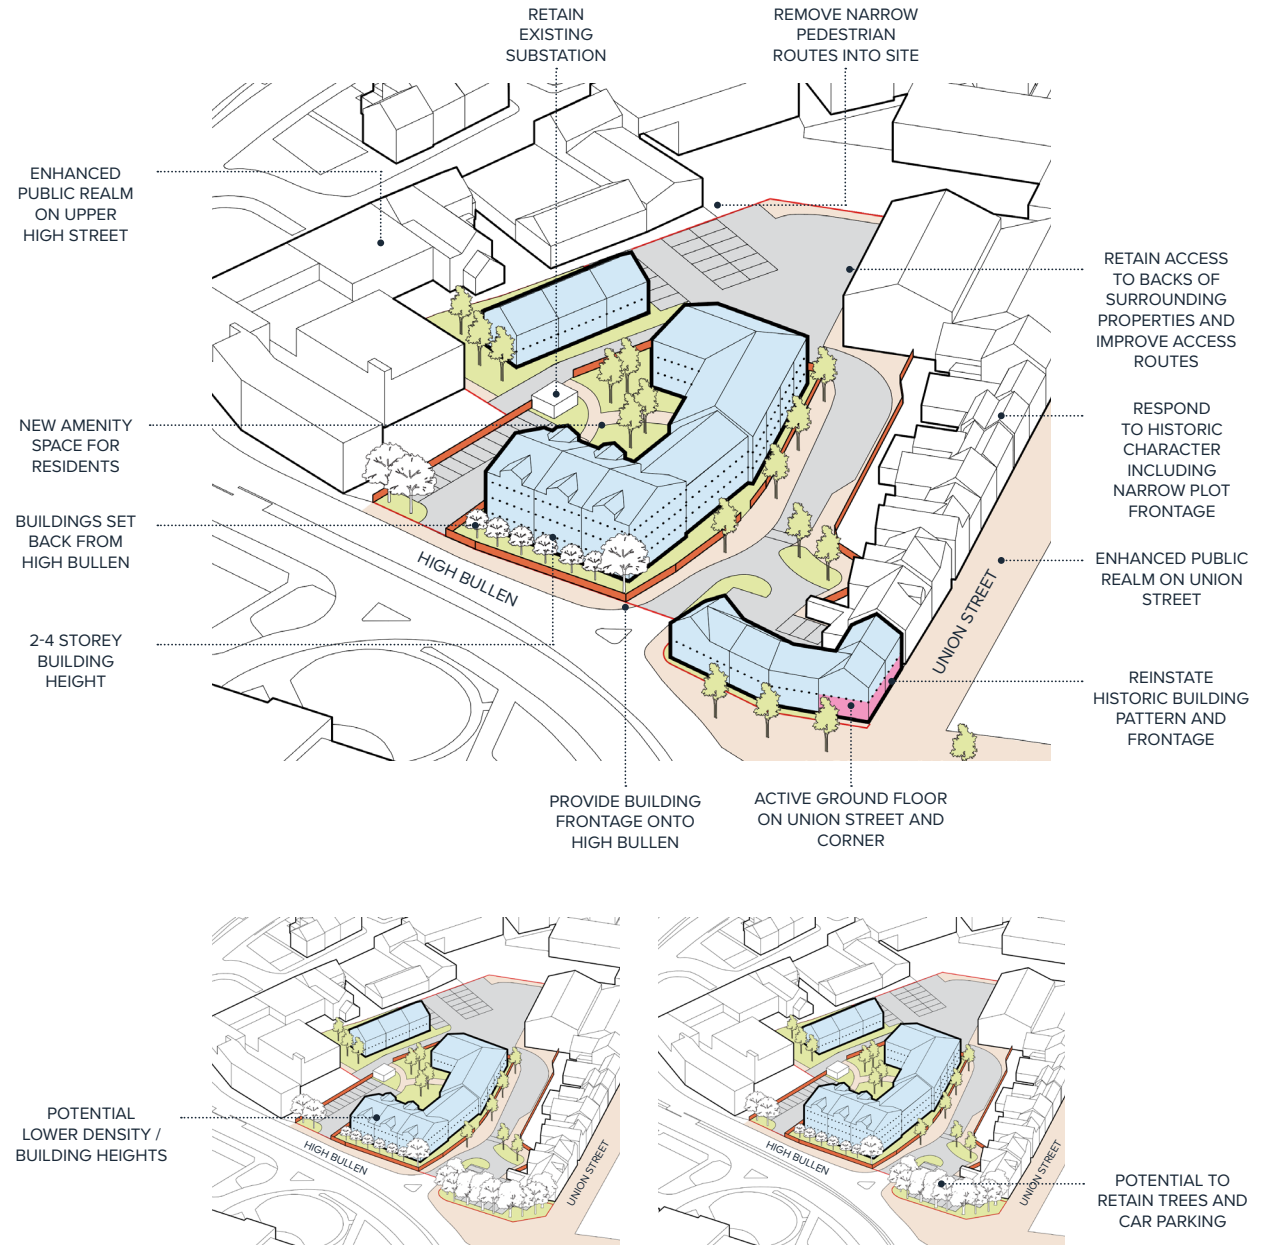 RETAIN
EXISTING
SUBSTATION
REMOVE NARROW
PEDESTRIAN
ROUTES INTO SITE
ENHANCED
PUBLIC REALM
ON UPPER
HIGH STREET
RETAIN ACCESS
TO BACKS OF
SURROUNDING
PROPERTIES AND
IMPROVE ACCESS
ROUTES
NEW AMENITY
SPACE FOR
RESIDENTS
RESPOND
TO HISTORIC
CHARACTER
INCLUDING
NARROW PLOT
FRONTAGE
BUILDINGS SET
BACK FROM
HIGH BULLEN
HIGH BULLEN
ENHANCED PUBLIC
REALM ON UNION
STREET
UNION STREET
2-4 STOREY
BUILDING
HEIGHT
REINSTATE
HISTORIC BUILDING
PATTERN AND
FRONTAGE
PROVIDE BUILDING
FRONTAGE ONTO
HIGH BULLEN
ACTIVE GROUND FLOOR
ON UNION STREET AND
CORNER
POTENTIAL
LOWER DENSITY /
BUILDING HEIGHTS
HIGH BULLEN
UNION STREET
HIGH BULLEN
UNION STREET
POTENTIAL TO
RETAIN TREES AND
CAR PARKING